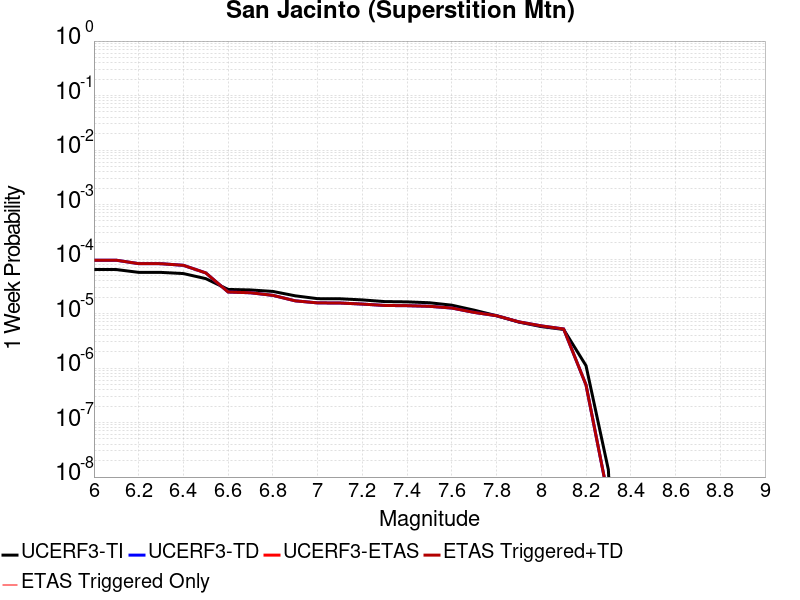 San Jacinto (Superstition Mtn)
10^0
10^-1
10^-2
10^-3
10^-4
10^-5
10^-6
10^-7
10^-8
1 Week Probability
6 6.2 6.4 6.6 6.8 7 7.2 7.4 7.6 7.8 8 8.2 8.4 8.6 8.8 9
Magnitude
UCERF3-TI UCERF3-TD UCERF3-ETAS ETAS Triggered+TD
ETAS Triggered Only